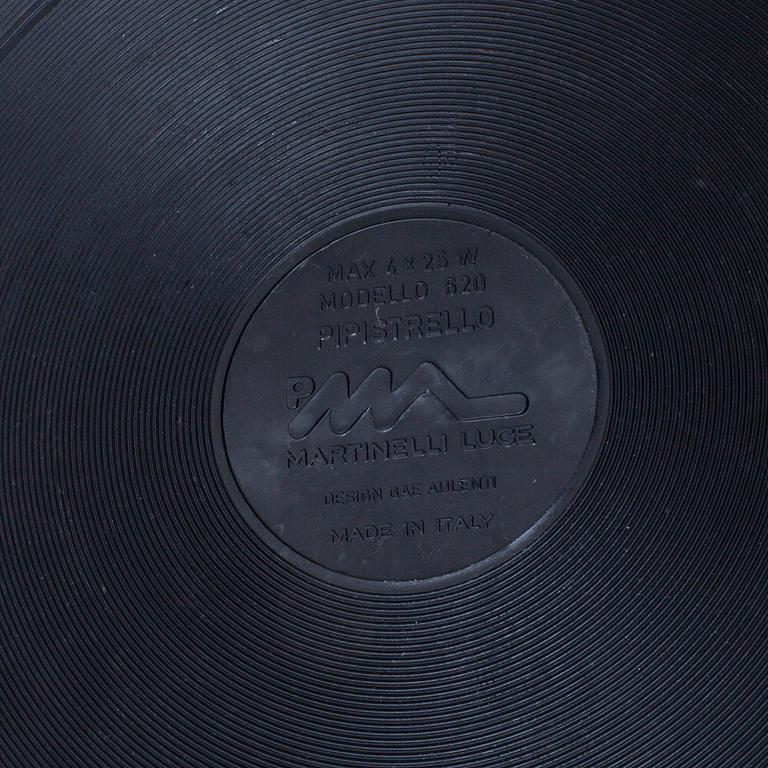 MAX 4 x 25 W
MODELLO 620
PIPISTRELLO
MARTINELLI LUCE
DESIGN GAE AULENTI
MADE IN ITALY